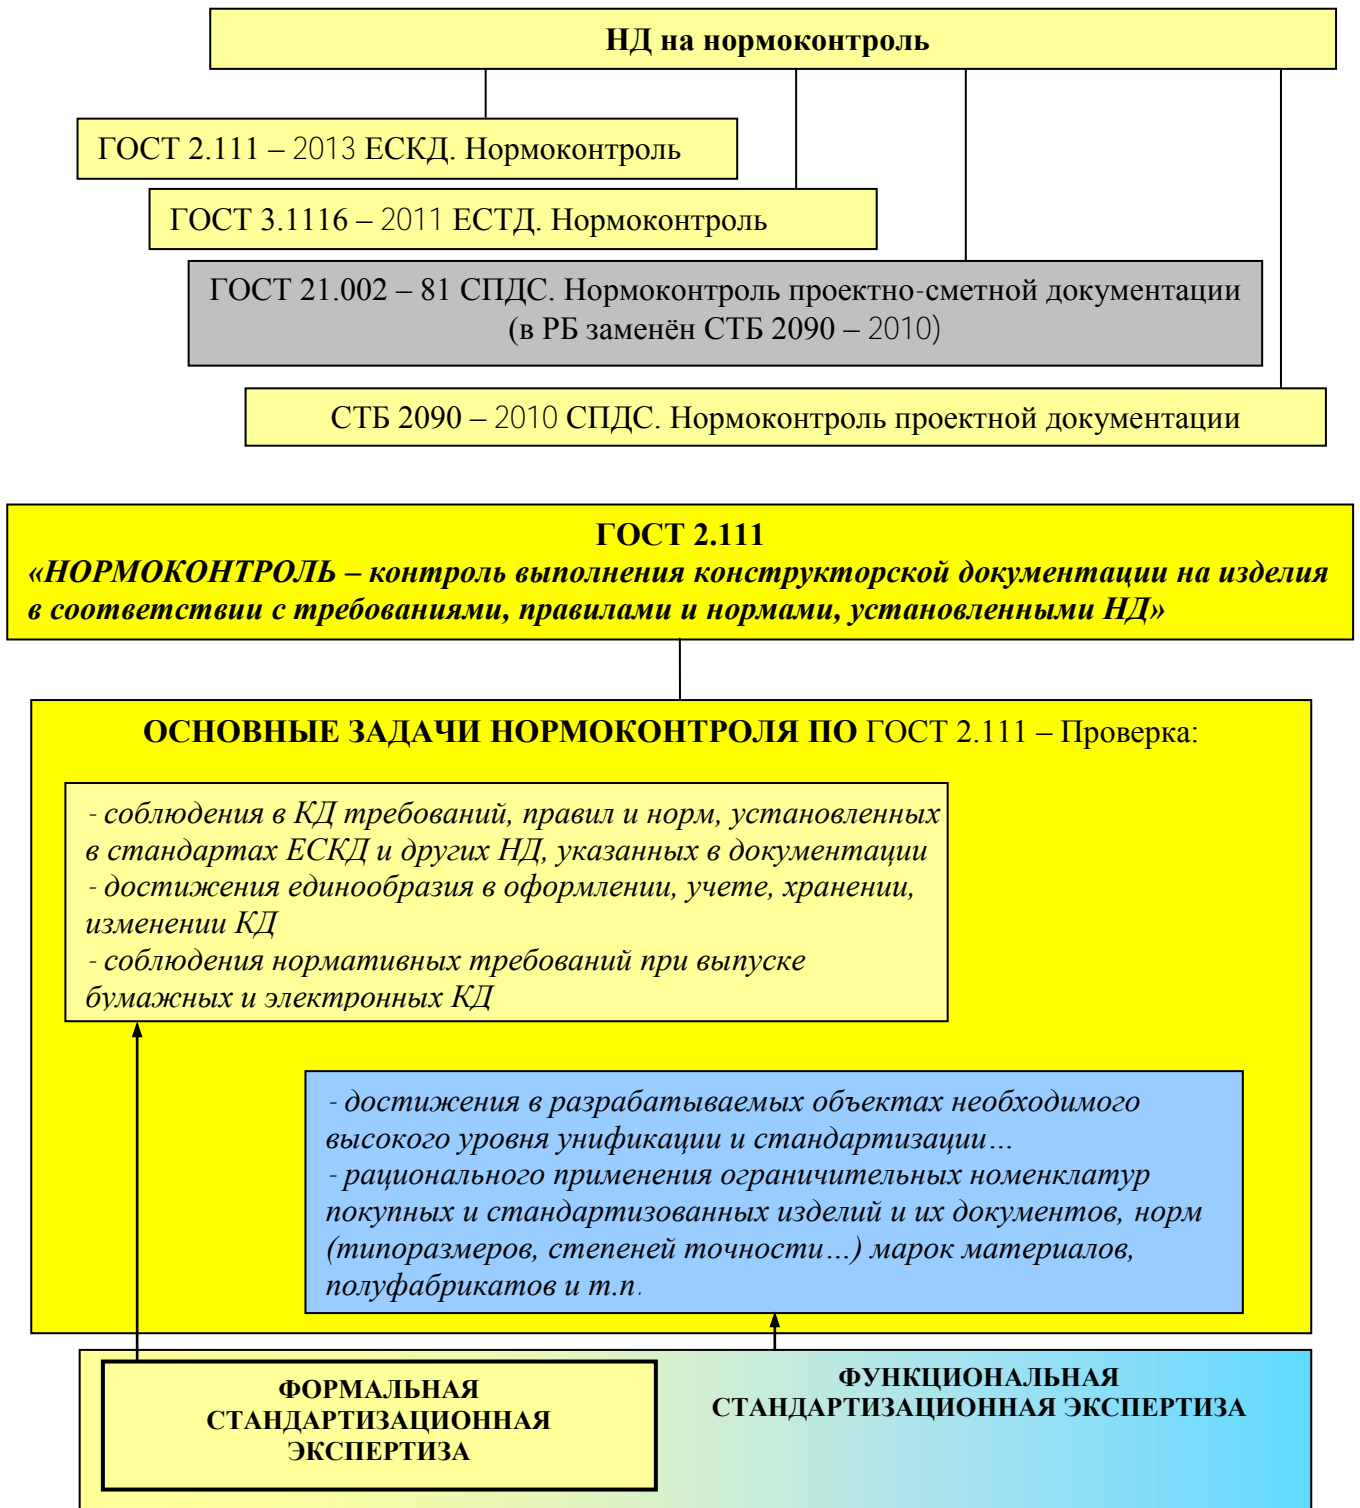 НД на нормоконтроль
ГОСТ 2.111 – 2013 ЕСКД. Нормоконтроль
ГОСТ 3.1116 – 2011 ЕСТД. Нормоконтроль
ГОСТ 21.002 – 81 СПДС. Нормоконтроль проектно-сметной документации
(в РБ заменён СТБ 2090 – 2010)
СТБ 2090 – 2010 СПДС. Нормоконтроль проектной документации
ГОСТ 2.111
«НОРМОКОНТРОЛЬ – контроль выполнения конструкторской документации на изделия
в соответствии с требованиями, правилами и нормами, установленными НД»
ОСНОВНЫЕ ЗАДАЧИ НОРМОКОНТРОЛЯ ПО ГОСТ 2.111 – Проверка:
- соблюдения в КД требований, правил и норм, установленных
в стандартах ЕСКД и других НД, указанных в документации
- достижения единообразия в оформлении, учете, хранении,
изменении КД
- соблюдения нормативных требований при выпуске
бумажных и электронных КД
- достижения в разрабатываемых объектах необходимого
высокого уровня унификации и стандартизации…
- рационального применения ограничительных номенклатур
покупных и стандартизованных изделий и их документов, норм
(типоразмеров, степеней точности…) марок материалов,
полуфабрикатов и т.п.
ФОРМАЛЬНАЯ
СТАНДАРТИЗАЦИОННАЯ
ЭКСПЕРТИЗА
ФУНКЦИОНАЛЬНАЯ
СТАНДАРТИЗАЦИОННАЯ ЭКСПЕРТИЗА